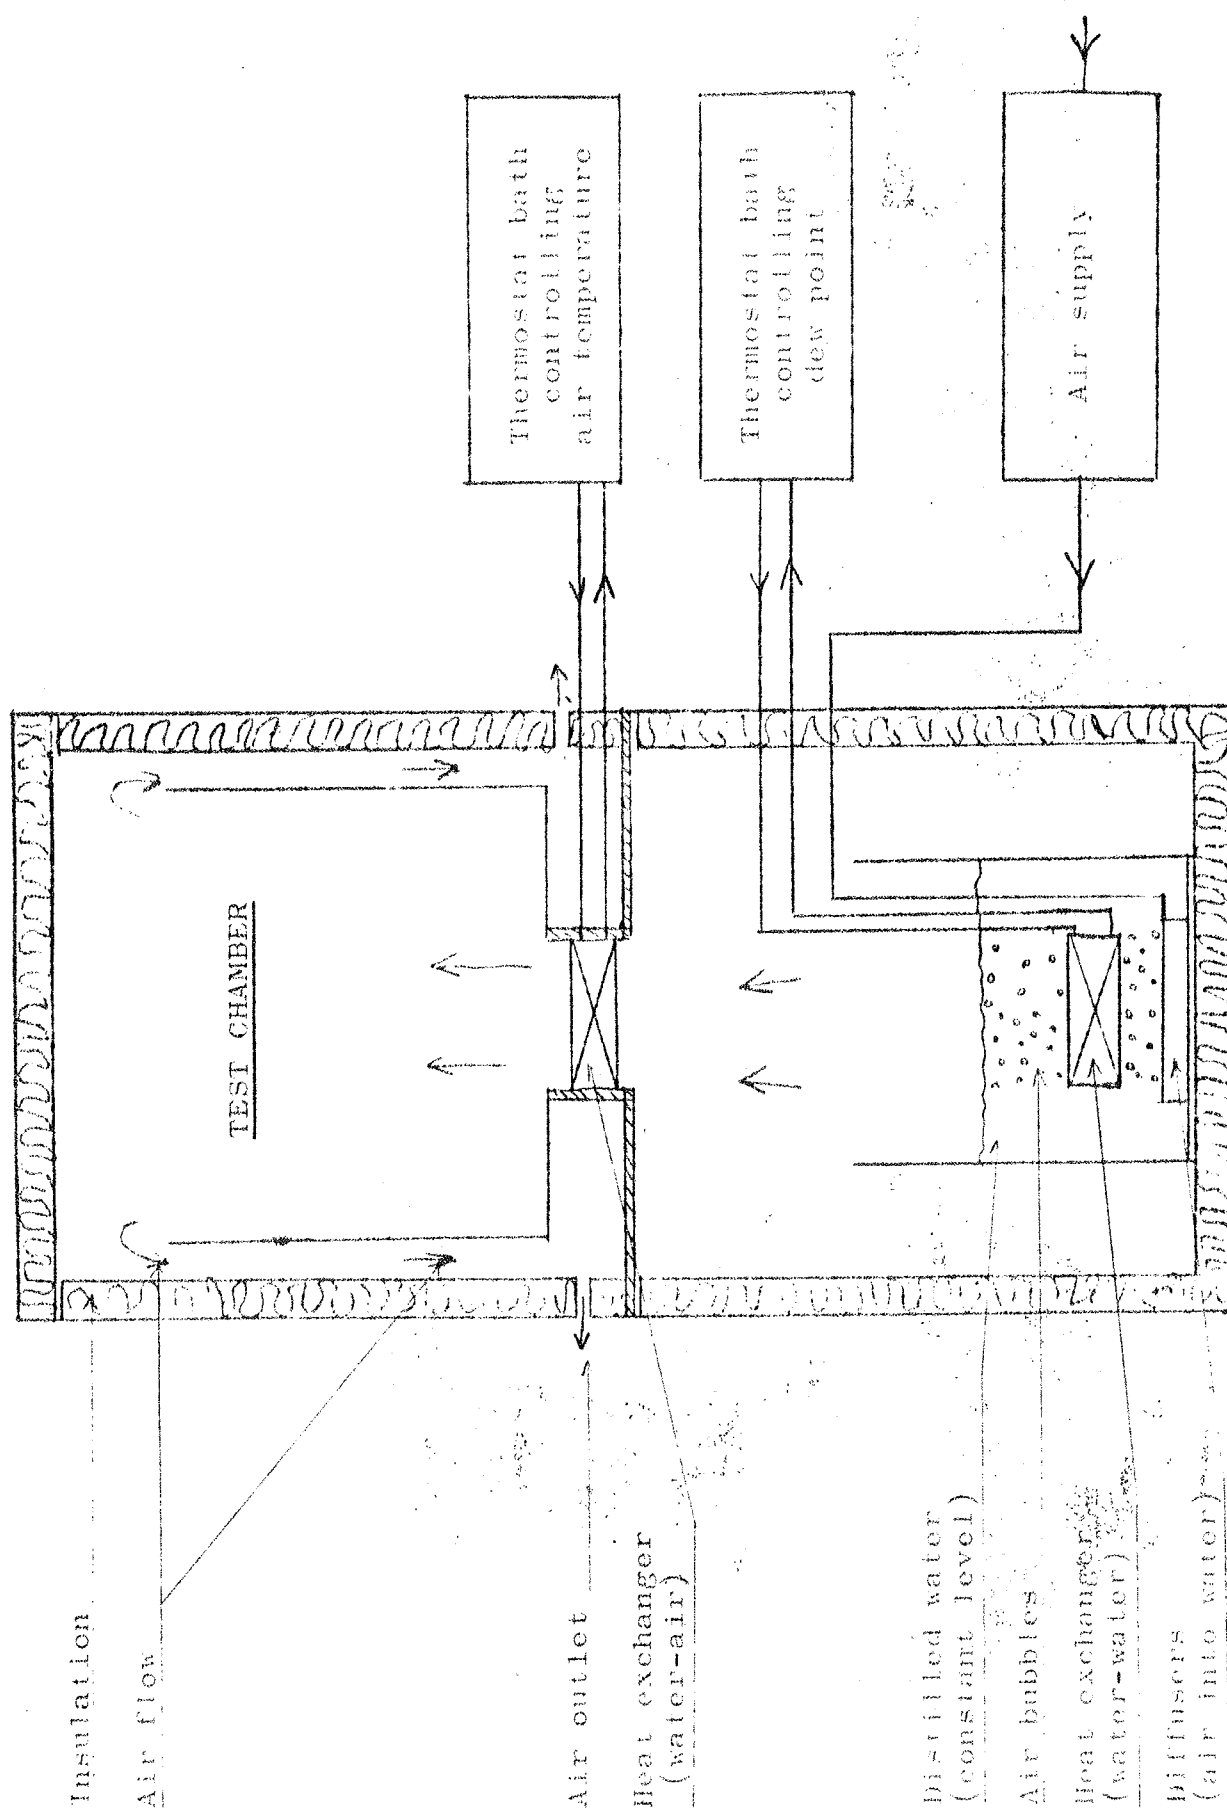 Thermostat bath
controlling
air temperature
Thermostat bath
controlling
dew point
Air supply
TEST CHAMBER
Insulation
Air flow
Air outlet
Heat exchanger
(water-air)
Distilled water
(constant level)
Air bubbles
Heat exchanger
(water-water)
Diffusers
(air into water)